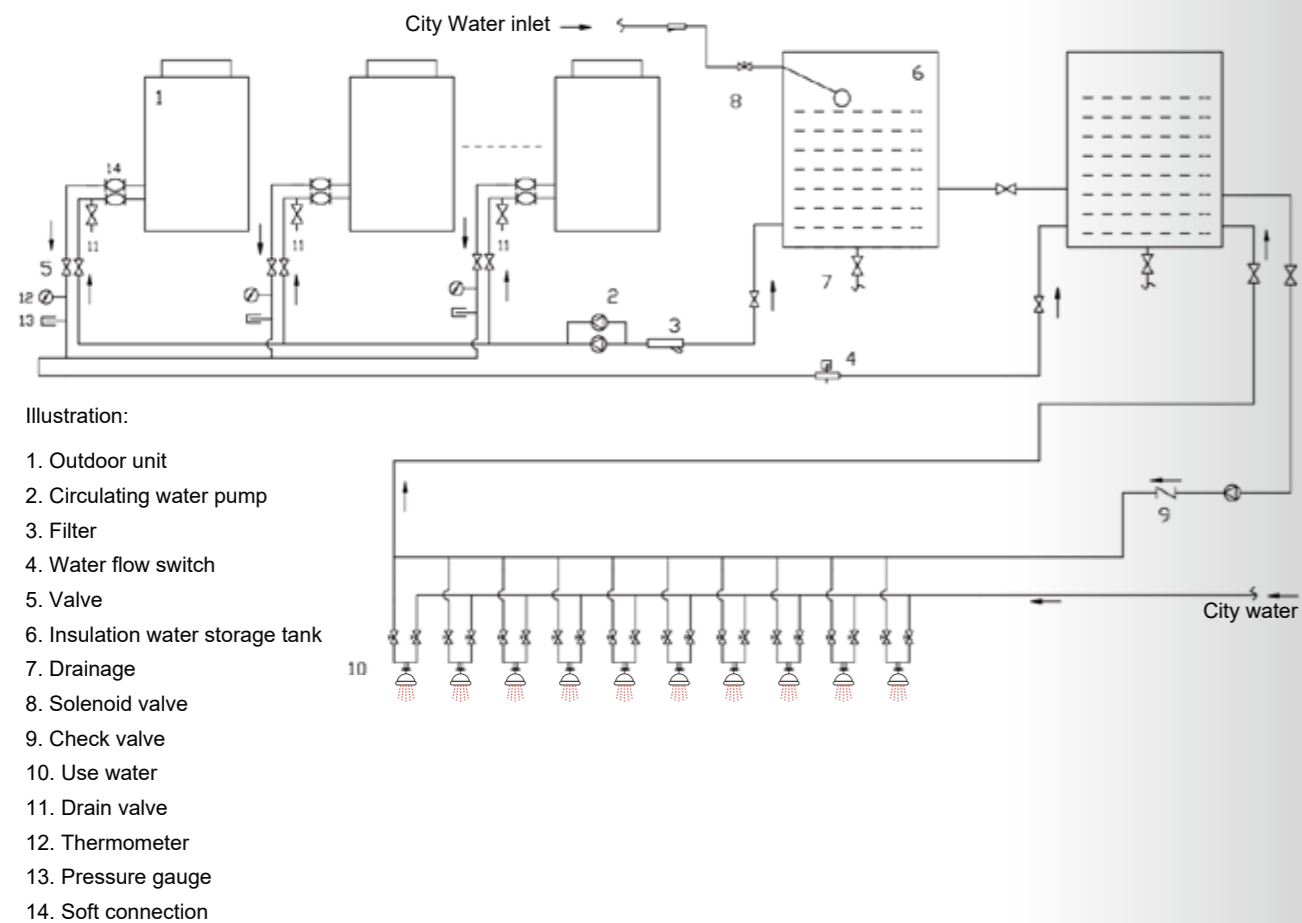 City Water inlet
1
6
8
14
11
11
11
5
7
12
2
13
3
4
Illustration:
1. Outdoor unit
2. Circulating water pump
3. Filter
4. Water flow switch
5. Valve
6. Insulation water storage tank
7. Drainage
8. Solenoid valve
9. Check valve
10. Use water
11. Drain valve
12. Thermometer
13. Pressure gauge
14. Soft connection
9
City water
10